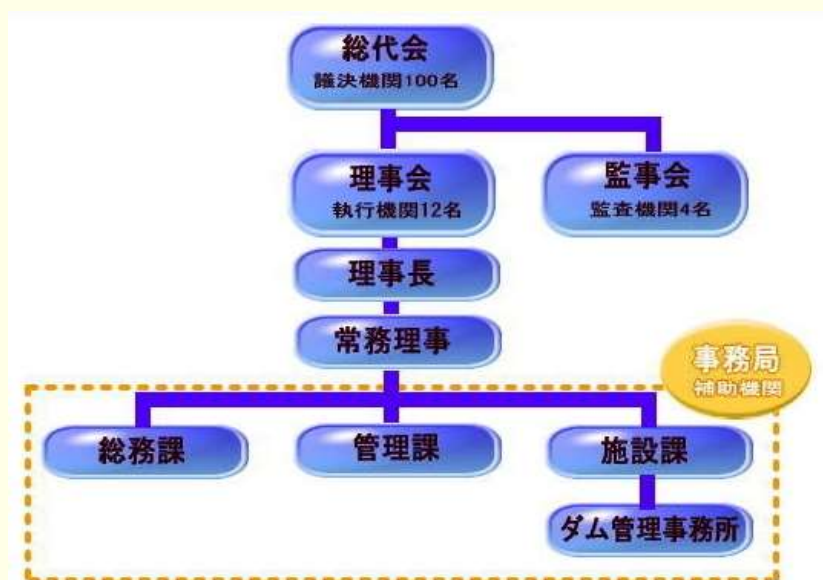 総代会
議決機関100名
理事会
執行機関12名
監事会
監査機関4名
理事長
常務理事
事務局
補助機関
総務課
管理課
施設課
ダム管理事務所